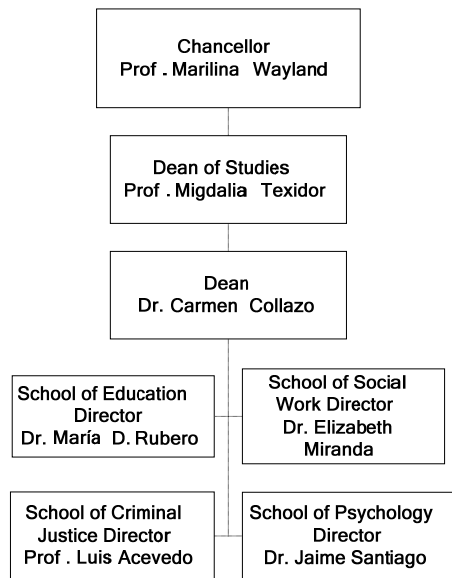 Chancellor
Prof. Marilina Wayland
Dean of Studies
Prof. Migdalia Texidor
Dean
Dr. Carmen Collazo
School of Education
Director
Dr. María D. Rubero
School of Social
Work Director
Dr. Elizabeth
Miranda
School of Criminal
Justice Director
Prof. Luis Acevedo
School of Psychology
Director
Dr. Jaime Santiago